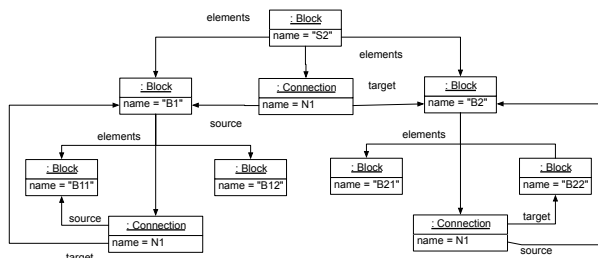 elements
: Block
name = "S2"
elements
: Block
name = "B1"
: Connection
name = N1
target
: Block
name = "B2"
source
elements
elements
: Block
name = "B11"
: Block
name = "B12"
: Block
name = "B21"
: Block
name = "B22"
source
: Connection
name = N1
target
: Connection
name = N1
target
source